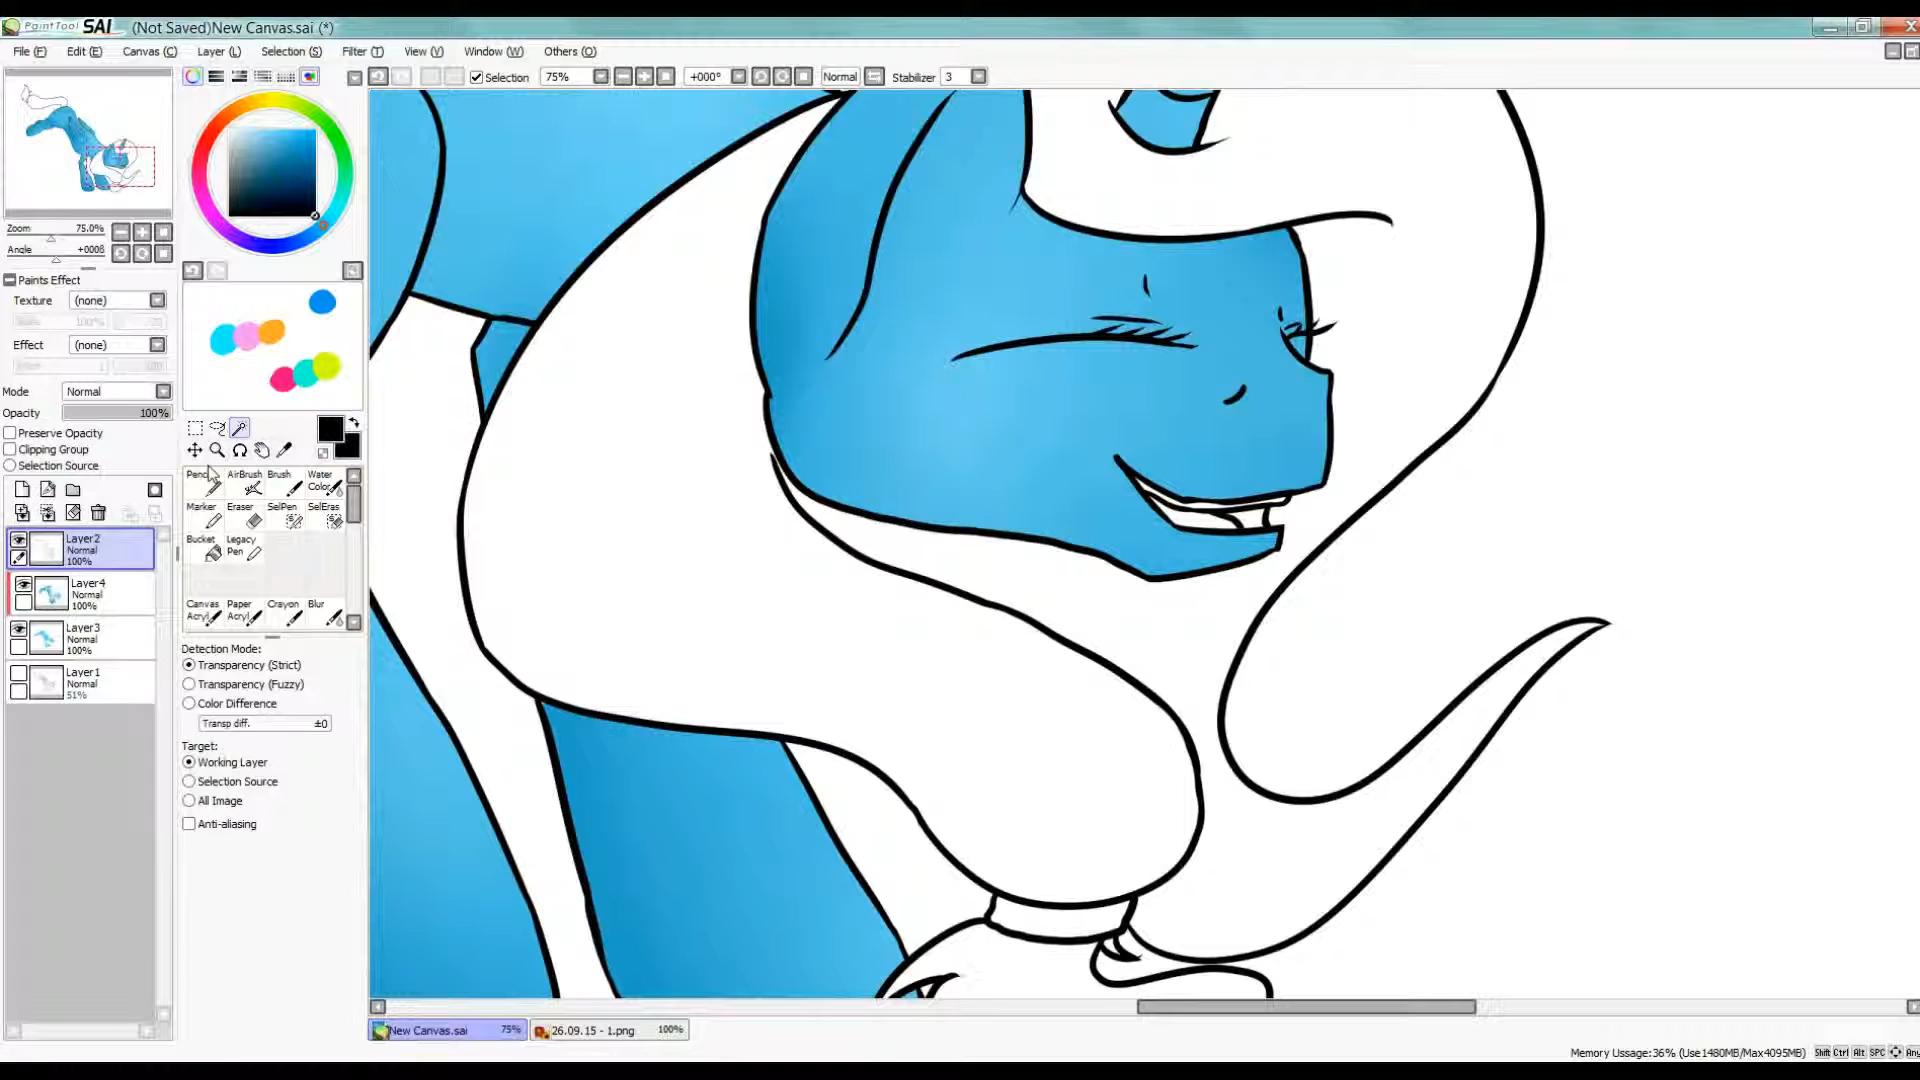 PaintTool SAI (Not Saved)New Canvas.sai (*)
File (F) Edit (E) Canvas (C) Layer (L) Selection (S) Filter (T) View (V) Window (W) Others (O)
Selection 75% +000° Normal Stabilizer 3
Zoom 75.0%
Angle
Paints Effect
Texture (none)
Effect (none)
Mode Normal
Opacity 100%
Preserve Opacity
Clipping Group
Selection Source
AirBrush Brush Water Color
Marker Eraser SelPen SelEras
Bucket Legacy Pen
Canvas Acryl Paper Acryl Crayon Blur
Layer2
Normal
100%
Layer4
Normal
100%
Layer3
Normal
100%
Layer1
Normal
51%
Detection Mode:
Transparency (Strict)
Transparency (Fuzzy)
Color Difference
Transp diff. ±0
Target:
Working Layer
Selection Source
All Image
Anti-aliasing
New Canvas.sai 75% 26.09.15 - 1.png 100%
Memory Ussage:36% (Use1480MB/Max4095MB) Shift Ctrl Alt SPC